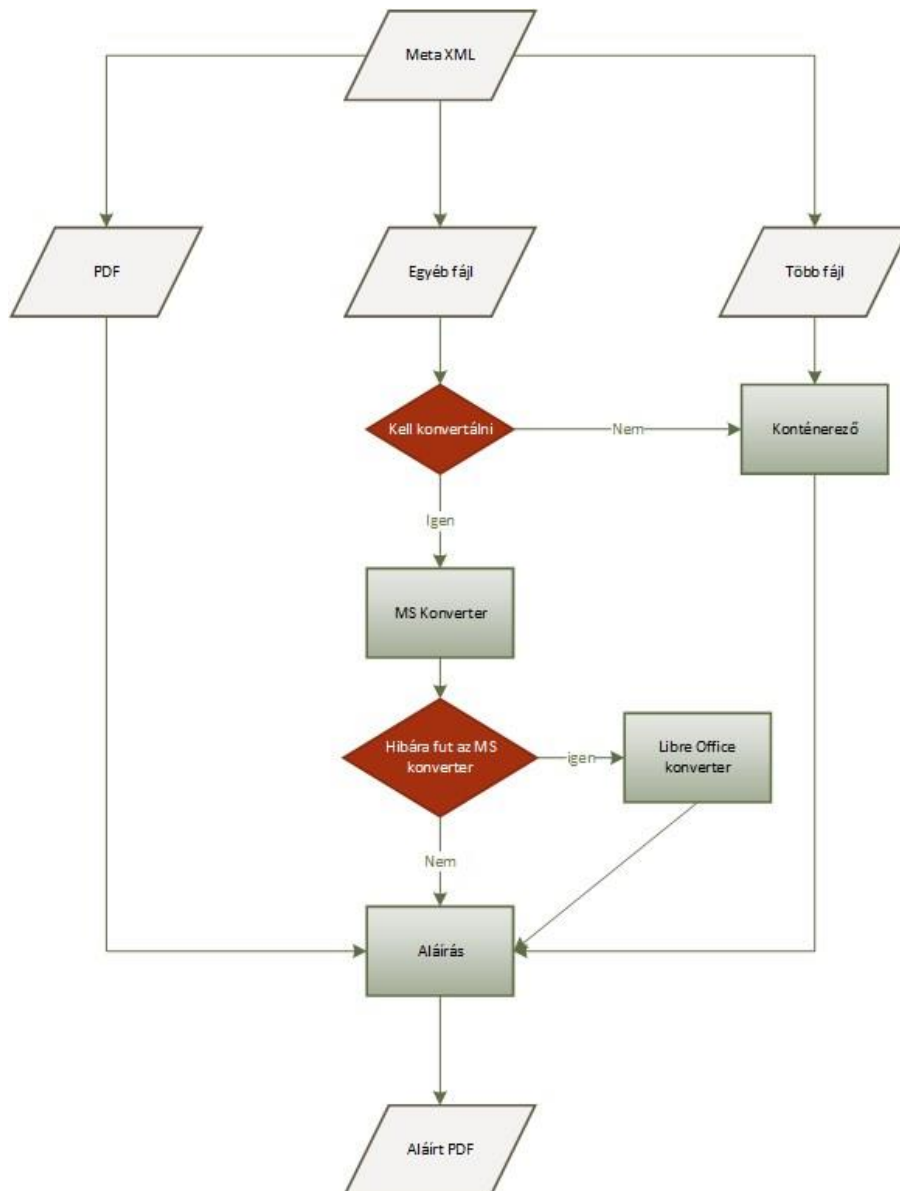 Meta XML
PDF
Egyéb fájl
Több fájl
Kell konvertálni
Nem
Konténerező
Igen
MS Konverter
Hibára fut az MS
konverter
igen
Libre Office
konverter
Nem
Aláírás
Aláírt PDF